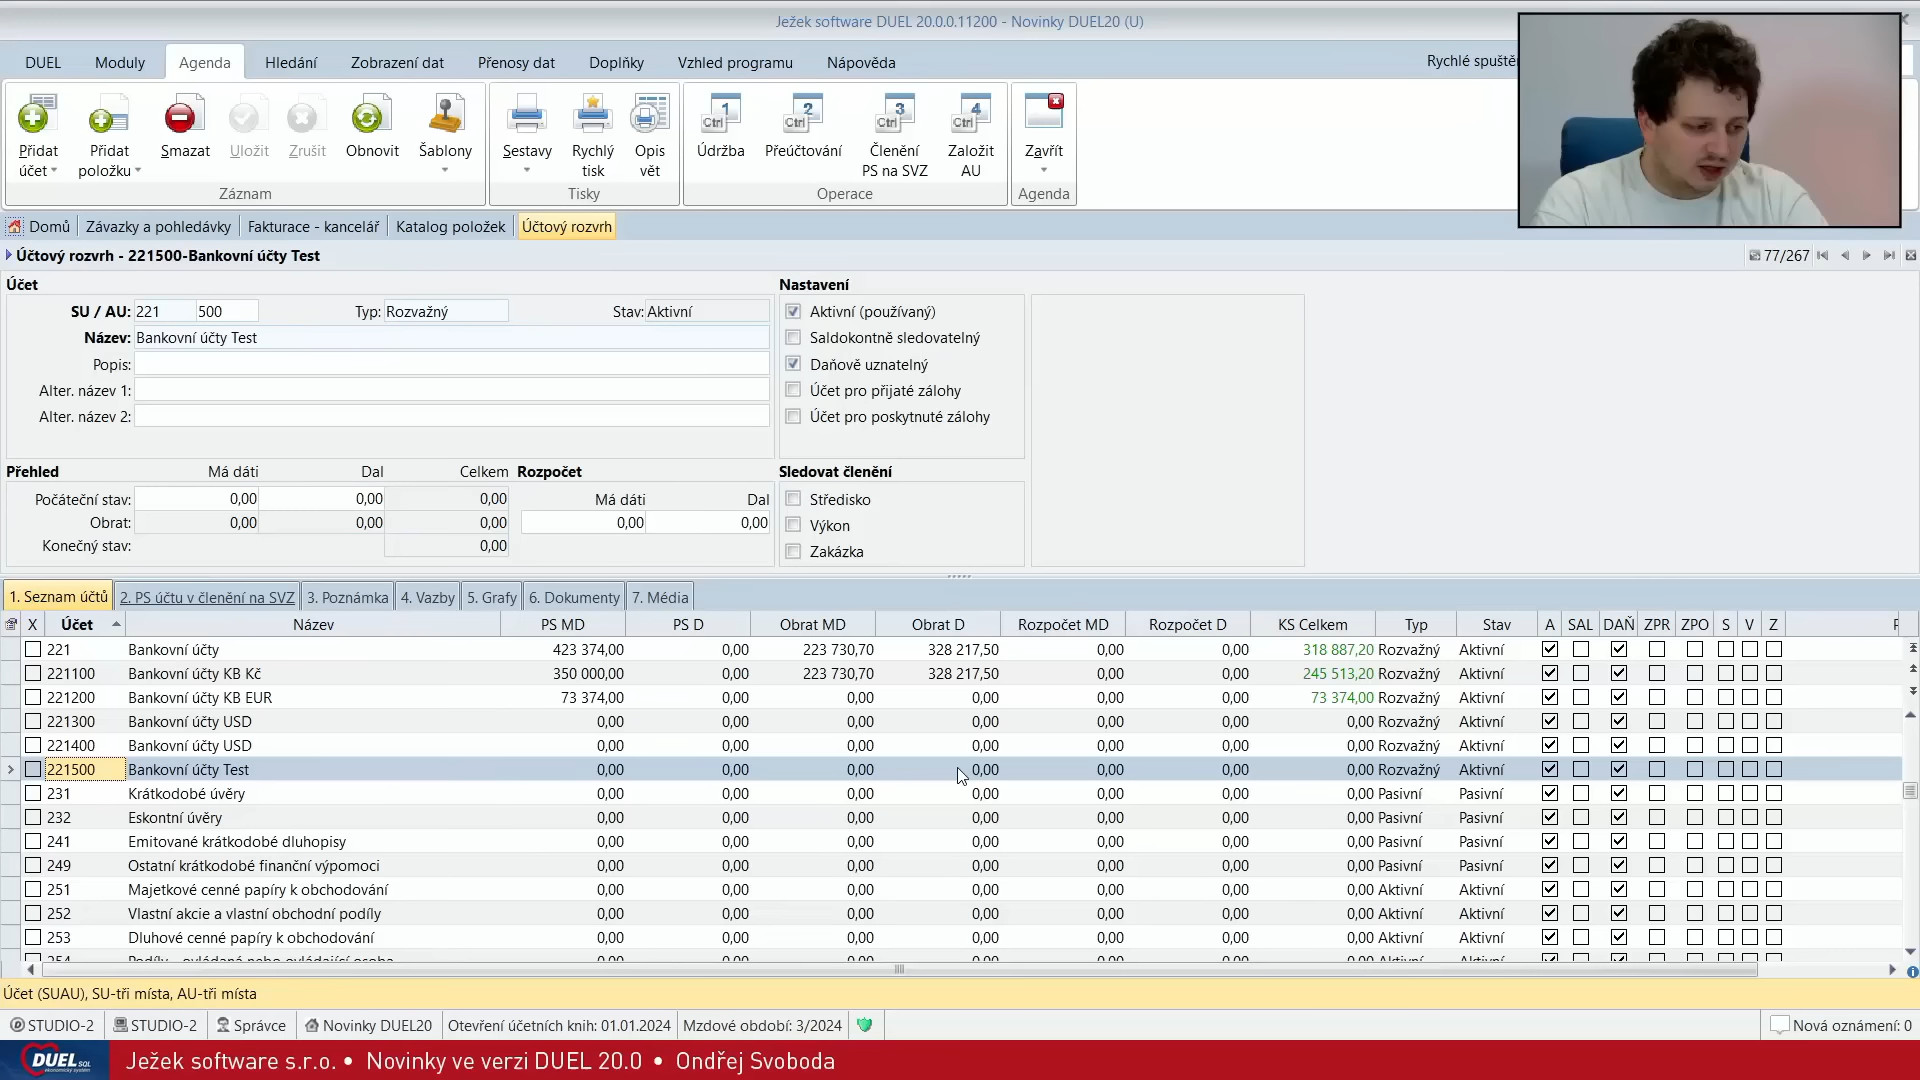 Ježek software DUEL 20.0.0.11200 - Novinky DUEL20 (U)
DUEL Moduly Agenda Hledání Zobrazení dat Přenosy dat Doplňky Vzhled programu Nápověda Rychlé spuště
Přidat účet Přidat položku Smazat Uložit Zrušit Obnovit Šablony Sestavy Rychlý tisk Opis vět 1 Ctrl Údržba 2 Ctrl Přeúčtování 3 Ctrl Členění PS na SVZ 4 Ctrl Založit AU Zavřít
Záznam Tisky Operace Agenda
Domů Závazky a pohledávky Fakturace - kancelář Katalog položek Účtový rozvrh
Účtový rozvrh - 221500-Bankovní účty Test 77/267
Účet Nastavení
SU / AU: 221 500 Typ: Rozvažný Stav: Aktivní Aktivní (používaný)
Název: Bankovní účty Test Saldokontně sledovatelný
Popis: Daňově uznatelný
Alter. název 1: Účet pro přijaté zálohy
Alter. název 2: Účet pro poskytnuté zálohy
Přehled Má dáti Dal Celkem Rozpočet Sledovat členění
Počáteční stav: 0,00 0,00 0,00 Má dáti Dal Středisko
Obrat: 0,00 0,00 0,00 0,00 0,00 Výkon
Konečný stav: 0,00 Zakázka
1. Seznam účtů 2. PS účtu v členění na SVZ 3. Poznámka 4. Vazby 5. Grafy 6. Dokumenty 7. Média
X Účet Název PS MD PS D Obrat MD Obrat D Rozpočet MD Rozpočet D KS Celkem Typ Stav A SAL DAŇ ZPR ZPO S V Z
221 Bankovní účty 423 374,00 0,00 223 730,70 328 217,50 0,00 0,00 318 887,20 Rozvažný Aktivní
221100 Bankovní účty KB Kč 350 000,00 0,00 223 730,70 328 217,50 0,00 0,00 245 513,20 Rozvažný Aktivní
221200 Bankovní účty KB EUR 73 374,00 0,00 0,00 0,00 0,00 0,00 73 374,00 Rozvažný Aktivní
221300 Bankovní účty USD 0,00 0,00 0,00 0,00 0,00 0,00 0,00 Rozvažný Aktivní
221400 Bankovní účty USD 0,00 0,00 0,00 0,00 0,00 0,00 0,00 Rozvažný Aktivní
221500 Bankovní účty Test 0,00 0,00 0,00 0,00 0,00 0,00 0,00 Rozvažný Aktivní
231 Krátkodobé úvěry 0,00 0,00 0,00 0,00 0,00 0,00 0,00 Pasivní Pasivní
232 Eskontní úvěry 0,00 0,00 0,00 0,00 0,00 0,00 0,00 Pasivní Pasivní
241 Emitované krátkodobé dluhopisy 0,00 0,00 0,00 0,00 0,00 0,00 0,00 Pasivní Pasivní
249 Ostatní krátkodobé finanční výpomoci 0,00 0,00 0,00 0,00 0,00 0,00 0,00 Pasivní Pasivní
251 Majetkové cenné papíry k obchodování 0,00 0,00 0,00 0,00 0,00 0,00 0,00 Aktivní Aktivní
252 Vlastní akcie a vlastní obchodní podíly 0,00 0,00 0,00 0,00 0,00 0,00 0,00 Aktivní Aktivní
253 Dluhové cenné papíry k obchodování 0,00 0,00 0,00 0,00 0,00 0,00 0,00 Aktivní Aktivní
Účet (SUAU), SU-tři místa, AU-tři místa
STUDIO-2 STUDIO-2 Správce Novinky DUEL20 Otevření účetních knih: 01.01.2024 Mzdové období: 3/2024 Nová oznámení: 0
DUEL SQL ekonomický systém Ježek software s.r.o. • Novinky ve verzi DUEL 20.0 • Ondřej Svoboda